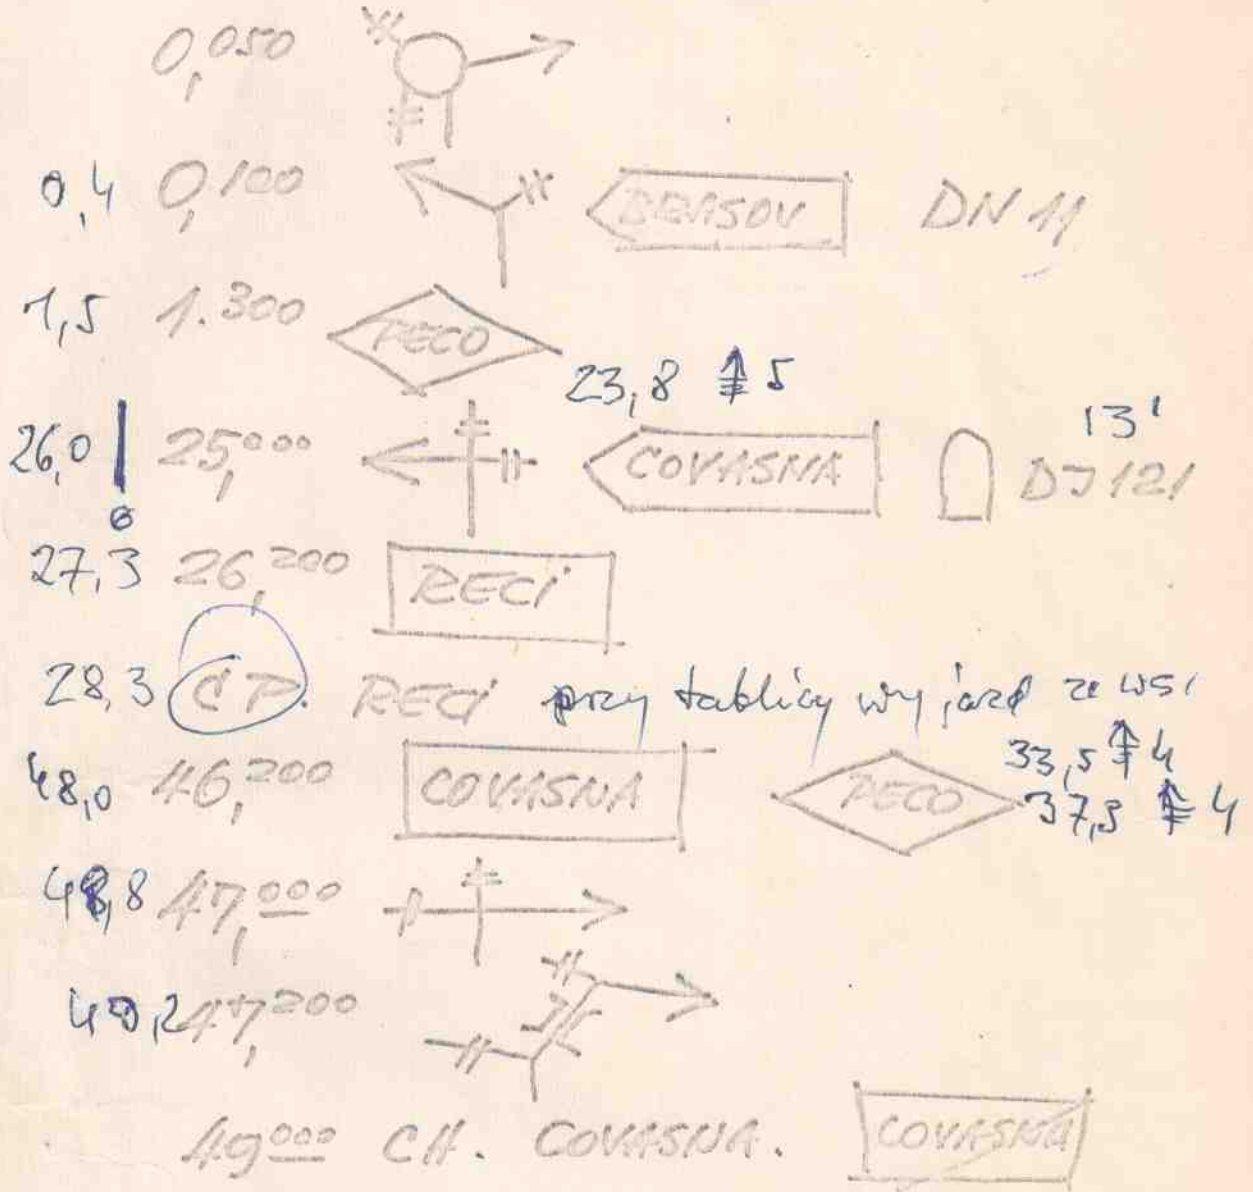 0,050
0,4 0,100 BRASOV DN 11
1,5 1.300 PECO
23,8 5
26,0 25,000 COVASNA 13' DJ 121
27,3 26,200 RECI
28,3 CP. RECI przy tablicy wyjazd ze wsi
48,0 46,200 COVASNA PECO 33,5 4
37,3 4
48,8 47,000
49,2 47,200
49 000 CH. COVASNA. COVASNA